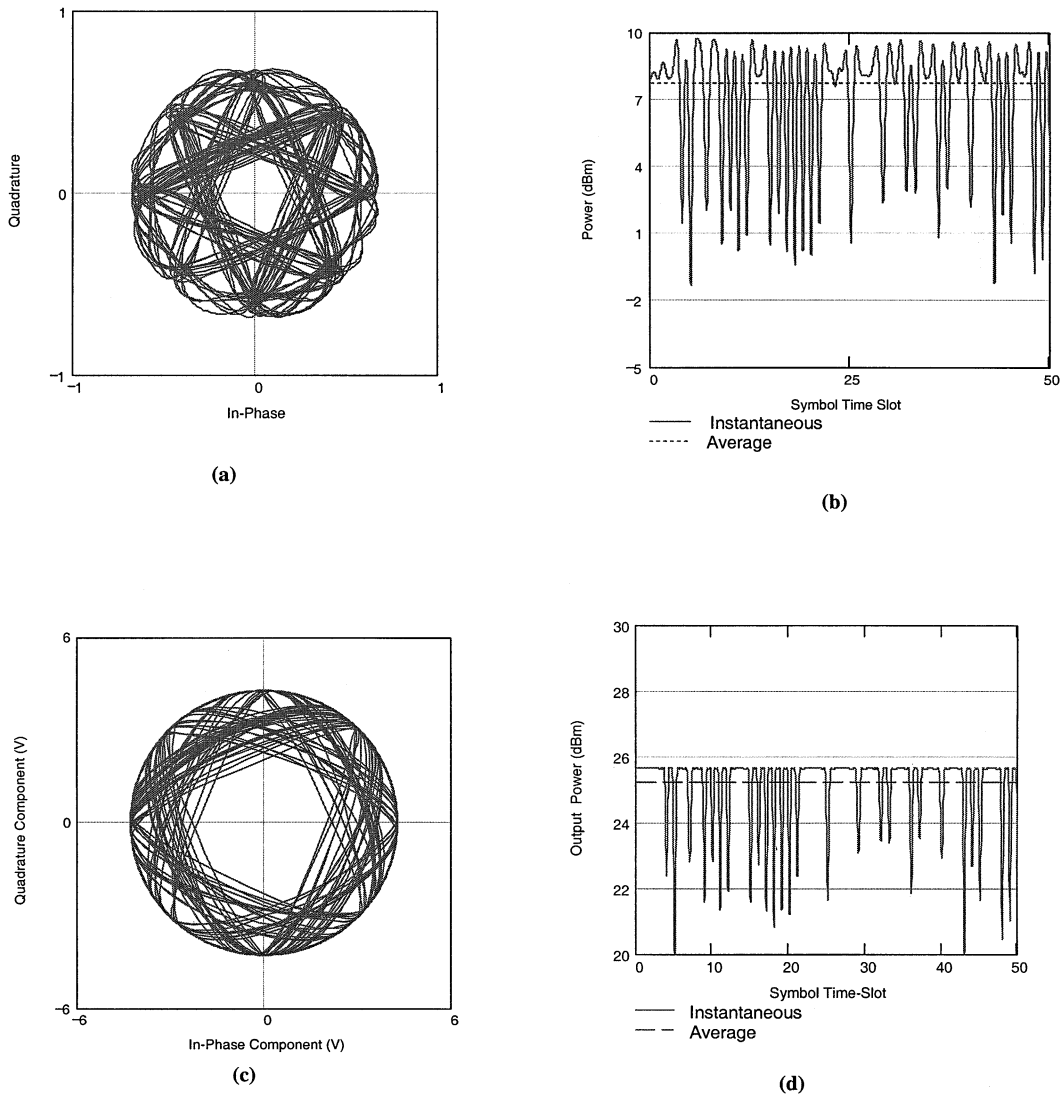 1
Quadrature
0
−1
−1
0
1
In-Phase
(a)
10
7
4
1
−2
−5
Power (dBm)
0
25
50
Symbol Time Slot
Instantaneous
Average
(b)
6
Quadrature Component (V)
0
−6
−6
0
6
In-Phase Component (V)
(c)
30
28
26
24
22
20
Output Power (dBm)
0
10
20
30
40
50
Symbol Time-Slot
Instantaneous
Average
(d)